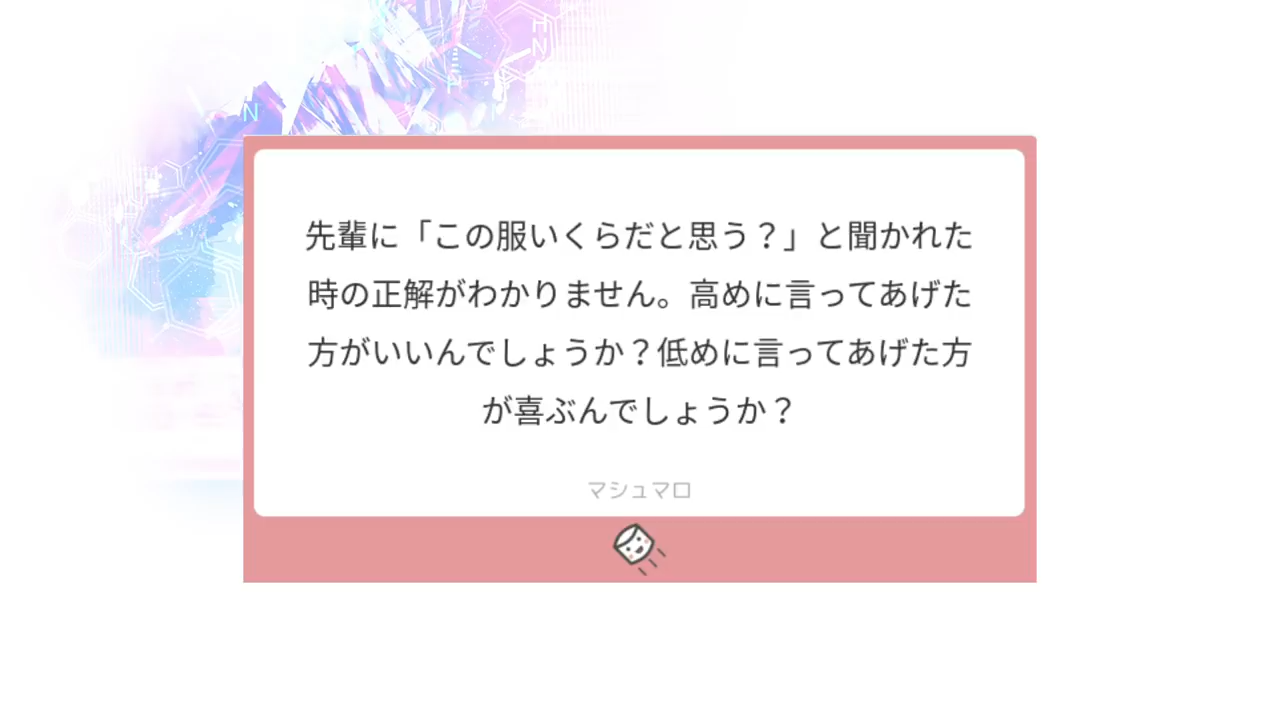 先輩に「この服いくらだと思う？」と聞かれた
時の正解がわかりません。高めに言ってあげた
方がいいんでしょうか？低めに言ってあげた方
が喜ぶんでしょうか？
マシュマロ